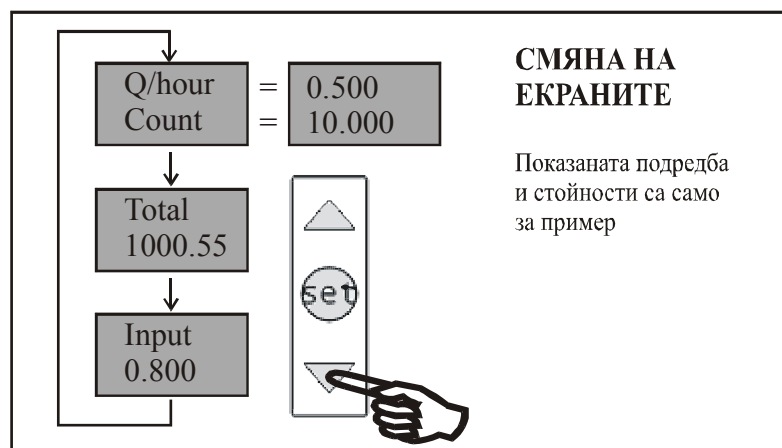 Q/hour = 0.500
Count = 10.000
Total
1000.55
Input
0.800
set
СМЯНА НА
ЕКРАНИТЕ
Показаната подредба
и стойности са само
за пример